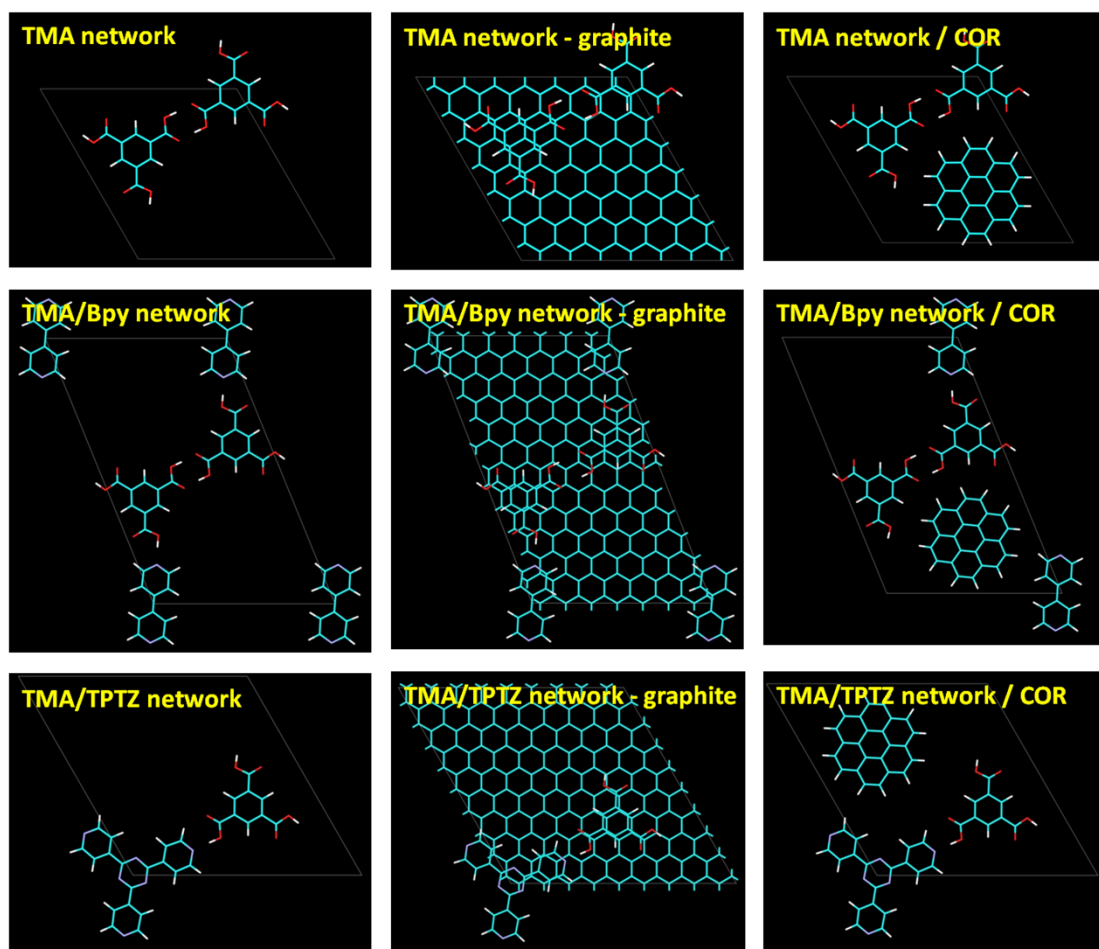 TMA network
TMA network - graphite
TMA network / COR
TMA/Bpy network
TMA/Bpy network - graphite
TMA/Bpy network / COR
TMA/TPTZ network
TMA/TPTZ network - graphite
TMA/TPTZ network / COR